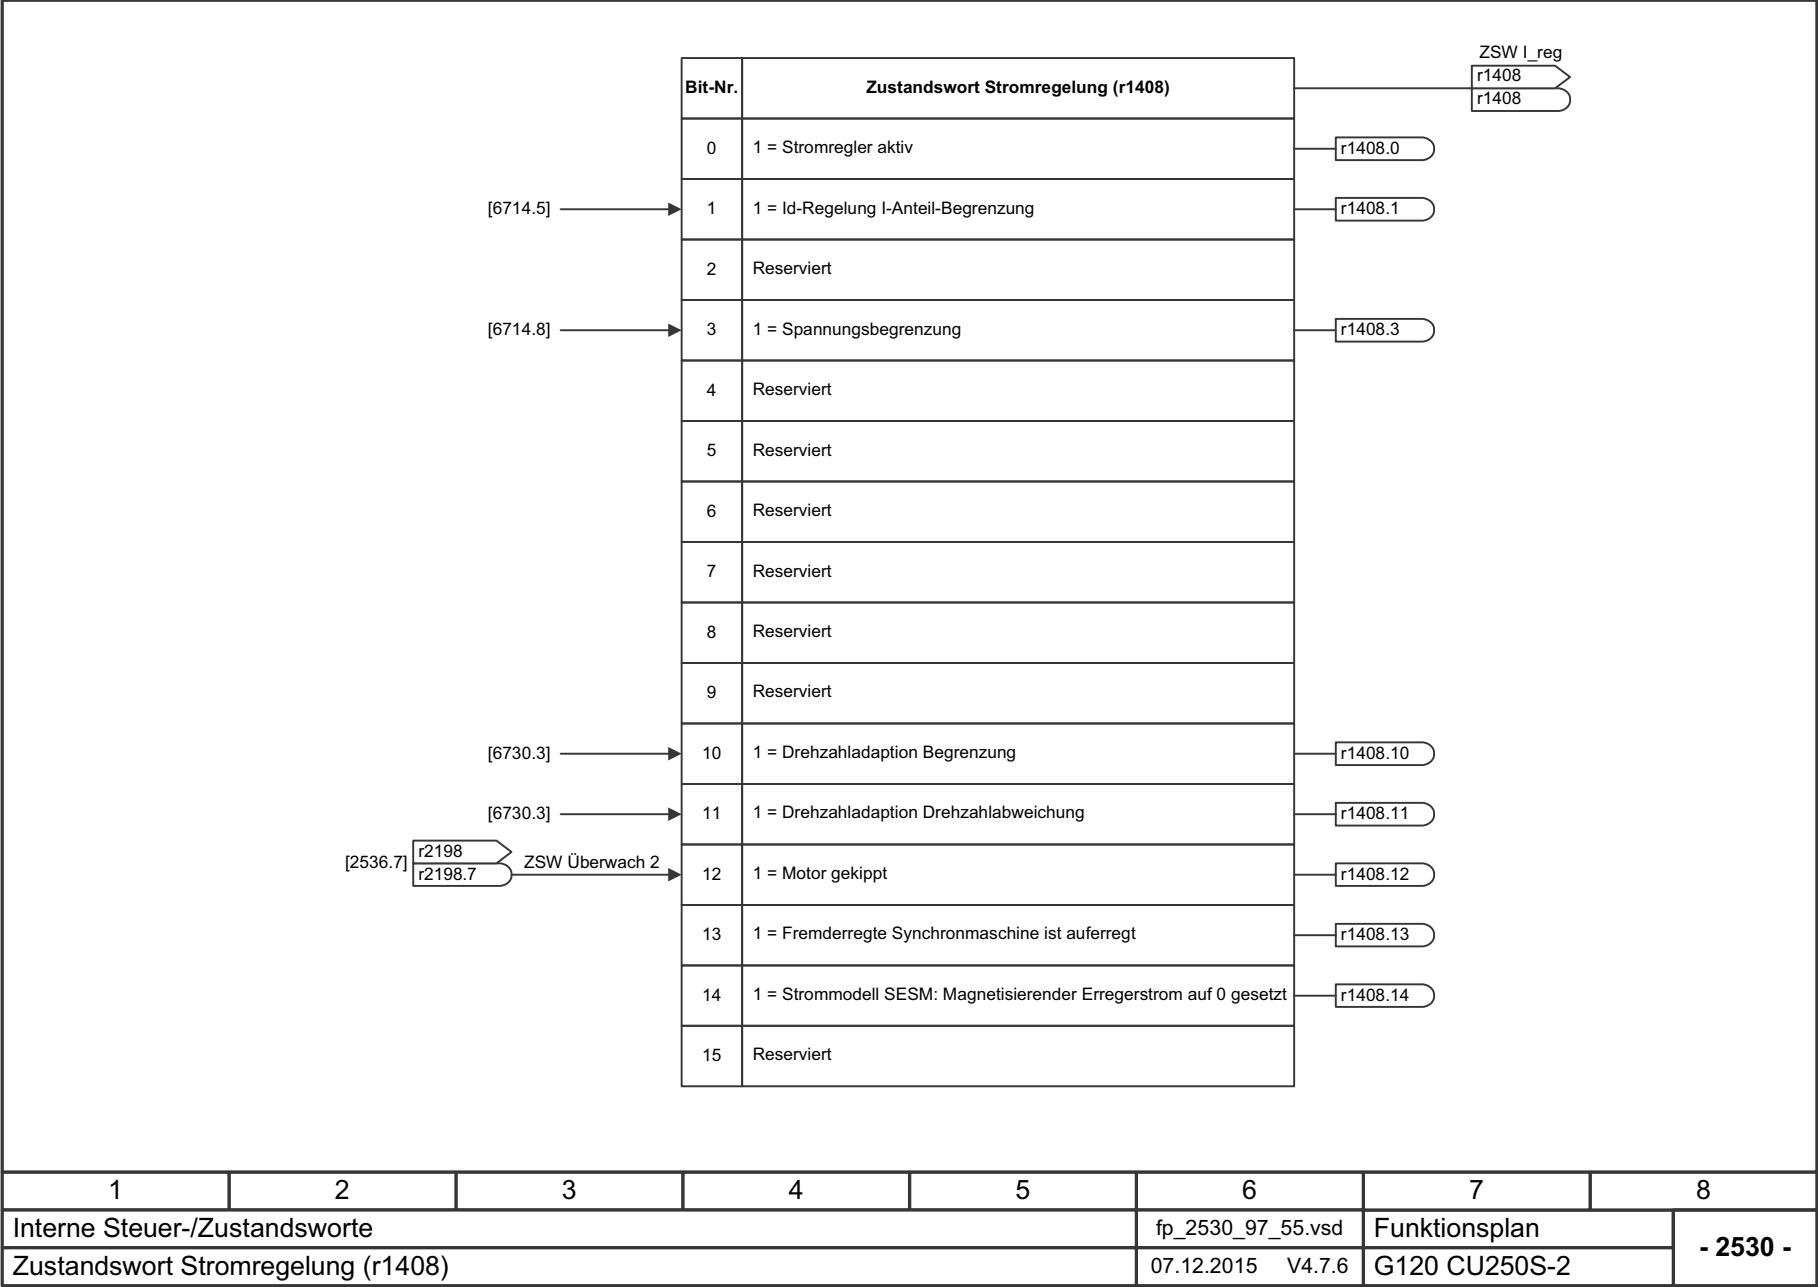 ZSW I_reg
Bit-Nr. Zustandswort Stromregelung (r1408) r1408
r1408
0 1 = Stromregler aktiv r1408.0
[6714.5] 1 1 = Id-Regelung I-Anteil-Begrenzung r1408.1
2 Reserviert
[6714.8] 3 1 = Spannungsbegrenzung r1408.3
4 Reserviert
5 Reserviert
6 Reserviert
7 Reserviert
8 Reserviert
9 Reserviert
[6730.3] 10 1 = Drehzahladaption Begrenzung r1408.10
[6730.3] 11 1 = Drehzahladaption Drehzahlabweichung r1408.11
[2536.7] r2198 ZSW Überwach 2
r2198.7 12 1 = Motor gekippt r1408.12
13 1 = Fremderregte Synchronmaschine ist auferregt r1408.13
14 1 = Strommodell SESM: Magnetisierender Erregerstrom auf 0 gesetzt r1408.14
15 Reserviert
1 2 3 4 5 6 7 8
Interne Steuer-/Zustandsworte fp_2530_97_55.vsd Funktionsplan - 2530 -
Zustandswort Stromregelung (r1408) 07.12.2015 V4.7.6 G120 CU250S-2